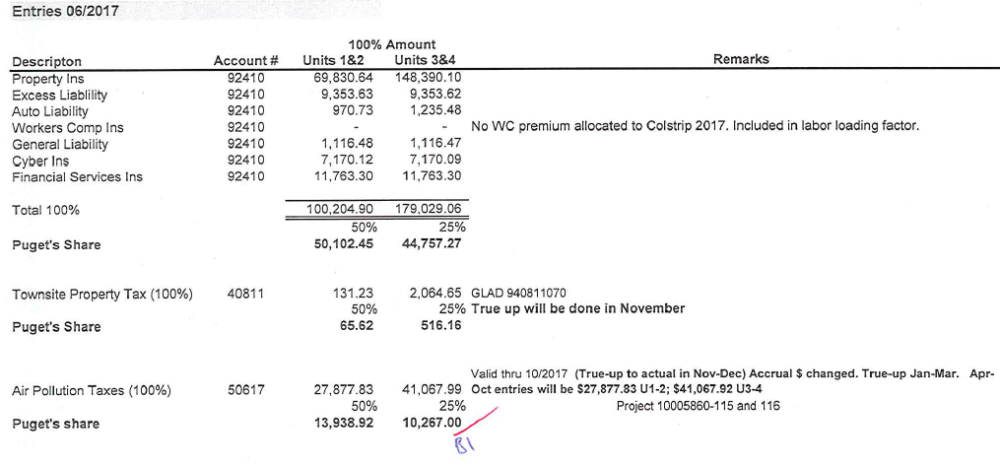 Entries 06/2017
100% Amount
Descripton Account # Units 1&2 Units 3&4 Remarks
Property Ins 92410 69,830.64 148,390.10
Excess Liablility 92410 9,353.63 9,353.62
Auto Liability 92410 970.73 1,235.48
Workers Comp Ins 92410 - - No WC premium allocated to Colstrip 2017. Included in labor loading factor.
General Liability 92410 1,116.48 1,116.47
Cyber Ins 92410 7,170.12 7,170.09
Financial Services Ins 92410 11,763.30 11,763.30
Total 100% 100,204.90 179,029.06
50% 25%
Puget's Share 50,102.45 44,757.27
Townsite Property Tax (100%) 40811 131.23 2,064.65 GLAD 940811070
50% 25% True up will be done in November
Puget's Share 65.62 516.16
Valid thru 10/2017 (True-up to actual in Nov-Dec) Accrual $ changed. True-up Jan-Mar. Apr-
Air Pollution Taxes (100%) 50617 27,877.83 41,067.99 Oct entries will be $27,877.83 U1-2; $41,067.92 U3-4
50% 25% Project 10005860-115 and 116
Puget's share 13,938.92 10,267.00
B1